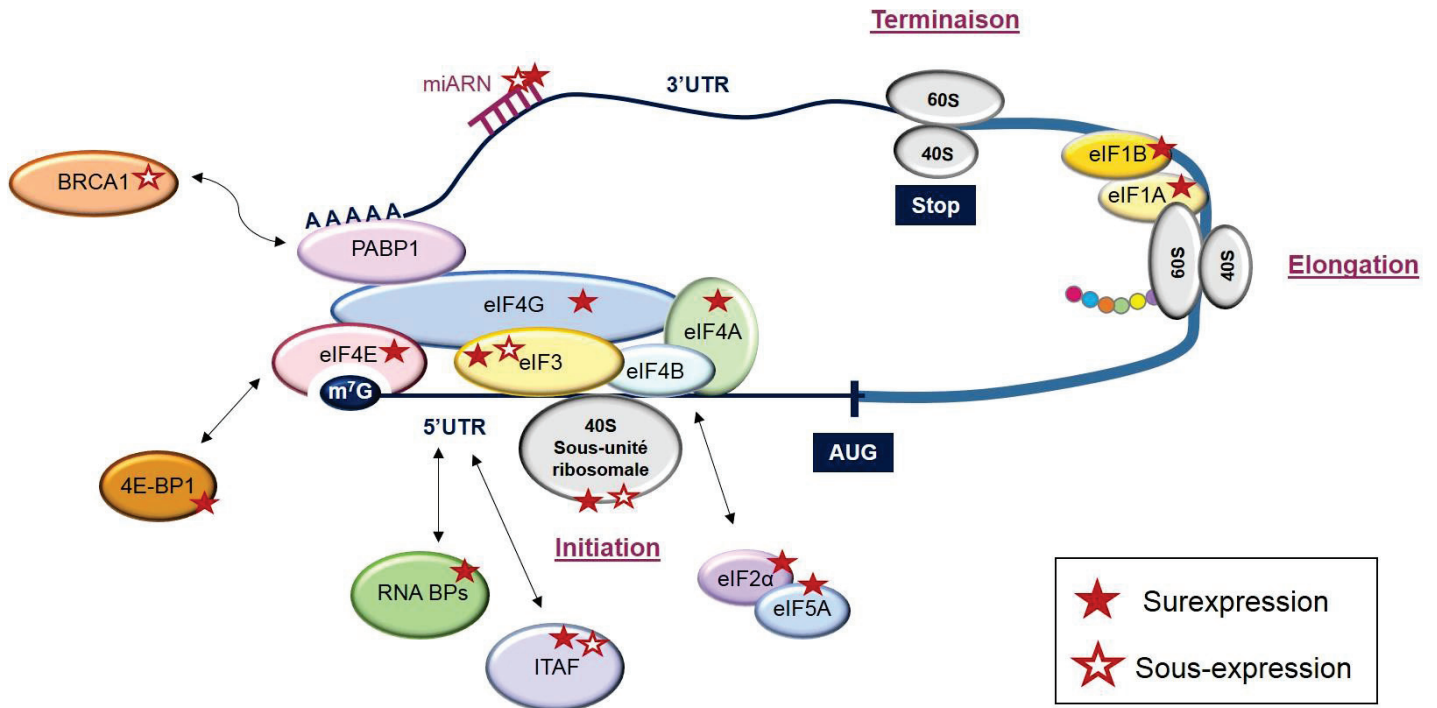 Terminaison
miARN
3'UTR
60S
40S
Stop
eIF1B
eIF1A
60S
40S
Elongation
BRCA1
A A A A A
PABP1
eIF4G
eIF4A
eIF4E
eIF3
eIF4B
m⁷G
5'UTR
40S
Sous-unité
ribosomale
AUG
4E-BP1
Initiation
RNA BPs
ITAF
eIF2α
eIF5A
Surexpression
Sous-expression